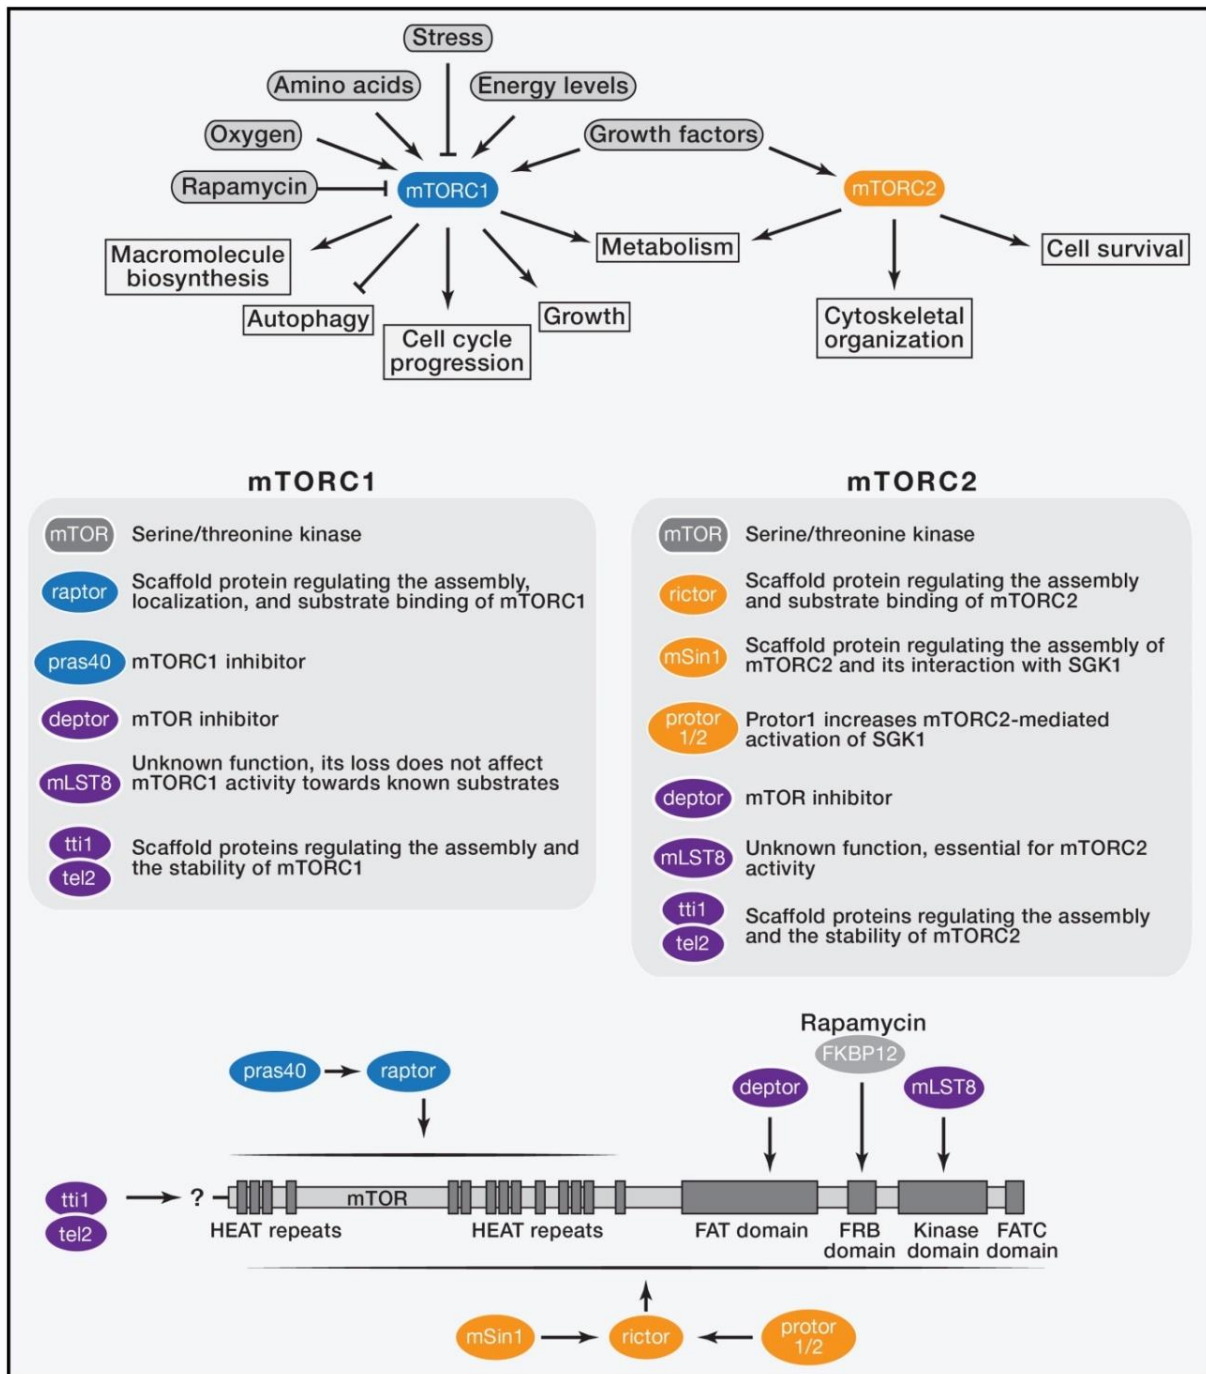 Stress
Amino acids
Energy levels
Oxygen
Growth factors
Rapamycin
mTORC1
mTORC2
Macromolecule
biosynthesis
Metabolism
Cell survival
Autophagy
Growth
Cell cycle
progression
Cytoskeletal
organization
mTORC1
mTOR
Serine/threonine kinase
raptor
Scaffold protein regulating the assembly,
localization, and substrate binding of mTORC1
pras40
mTORC1 inhibitor
deptor
mTOR inhibitor
mLST8
Unknown function, its loss does not affect
mTORC1 activity towards known substrates
tti1
tel2
Scaffold proteins regulating the assembly and
the stability of mTORC1
mTORC2
mTOR
Serine/threonine kinase
rictor
Scaffold protein regulating the assembly
and substrate binding of mTORC2
mSin1
Scaffold protein regulating the assembly of
mTORC2 and its interaction with SGK1
protor
1/2
Protor1 increases mTORC2-mediated
activation of SGK1
deptor
mTOR inhibitor
mLST8
Unknown function, essential for mTORC2
activity
tti1
tel2
Scaffold proteins regulating the assembly
and the stability of mTORC2
Rapamycin
FKBP12
pras40
raptor
deptor
mLST8
tti1
tel2
?
mTOR
HEAT repeats
HEAT repeats
FAT domain
FRB
domain
Kinase
domain
FATC
domain
mSin1
rictor
protor
1/2